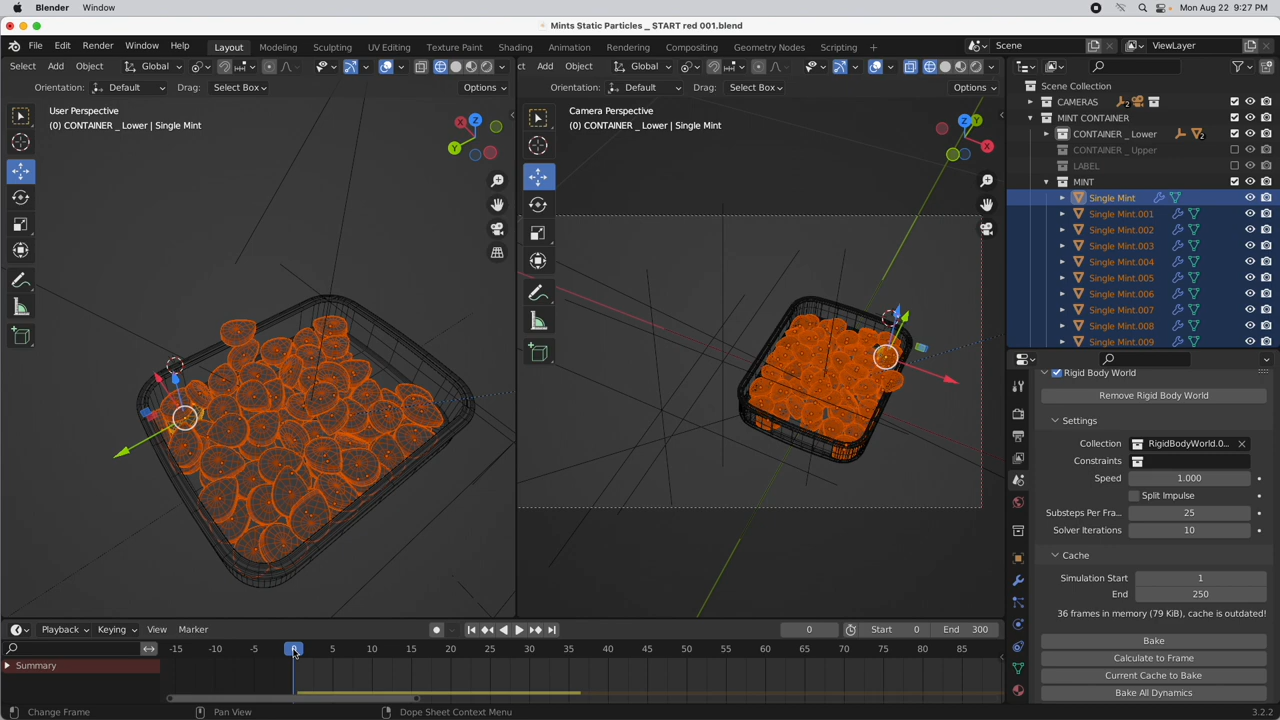 Blender Window Mon Aug 22 9:27 PM
Mints Static Particles _ START red 001.blend
File Edit Render Window Help Layout Modeling Sculpting UV Editing Texture Paint Shading Animation Rendering Compositing Geometry Nodes Scripting + Scene ViewLayer
Select Add Object Global
ct Add Object Global
Orientation: Default Drag: Select Box Options
Orientation: Default Drag: Select Box Options
User Perspective
(0) CONTAINER _ Lower | Single Mint
Z
X
Y
Camera Perspective
(0) CONTAINER _ Lower | Single Mint
Z
Y
X
Scene Collection
CAMERAS 2
MINT CONTAINER
CONTAINER _ Lower 2
CONTAINER _ Upper
LABEL
MINT
Single Mint
Single Mint.001
Single Mint.002
Single Mint.003
Single Mint.004
Single Mint.005
Single Mint.006
Single Mint.007
Single Mint.008
Single Mint.009
Rigid Body World
Remove Rigid Body World
Settings
Collection RigidBodyWorld.0...
Constraints
Speed 1.000
Split Impulse
Substeps Per Fra... 25
Solver Iterations 10
Cache
Simulation Start 1
End 250
36 frames in memory (79 KiB), cache is outdated!
Bake
Calculate to Frame
Current Cache to Bake
Bake All Dynamics
Playback Keying View Marker 0 Start 0 End 300
-15 -10 -5 0 5 10 15 20 25 30 35 40 45 50 55 60 65 70 75 80 85
Summary
Change Frame Pan View Dope Sheet Context Menu 3.2.2